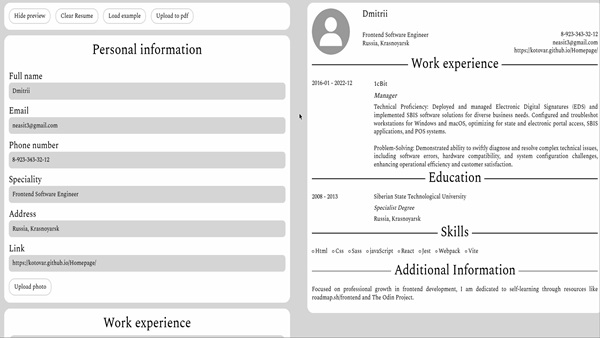 Hide preview
Clear Resume
Load example
Upload to pdf
Personal information
Full name
Dmitrii
Email
neasit3@gmail.com
Phone number
8-923-343-32-12
Speciality
Frontend Software Engineer
Address
Russia, Krasnoyarsk
Link
https://kotovar.github.io/Homepage/
Upload photo
Work experience
Dmitrii
Frontend Software Engineer
Russia, Krasnoyarsk
8-923-343-32-12
neasit3@gmail.com
https://kotovar.github.io/Homepage/
Work experience
2016-01 - 2022-12
1cBit
Manager
Technical Proficiency: Deployed and managed Electronic Digital Signatures (EDS) and
implemented SBIS software solutions for diverse business needs. Configured and troubleshot
workstations for Windows and macOS, optimizing for state and electronic portal access, SBIS
applications, and POS systems.
Problem-Solving: Demonstrated ability to swiftly diagnose and resolve complex technical issues,
including software errors, hardware compatibility, and system configuration challenges,
enhancing operational efficiency and customer satisfaction.
Education
2008 - 2013
Siberian State Technological University
Specialist Degree
Russia, Krasnoyarsk
Skills
Html Css Sass javaScript React Jest Webpack Vite
Additional Information
Focused on professional growth in frontend development, I am dedicated to self-learning through resources like
roadmap.sh/frontend and The Odin Project.